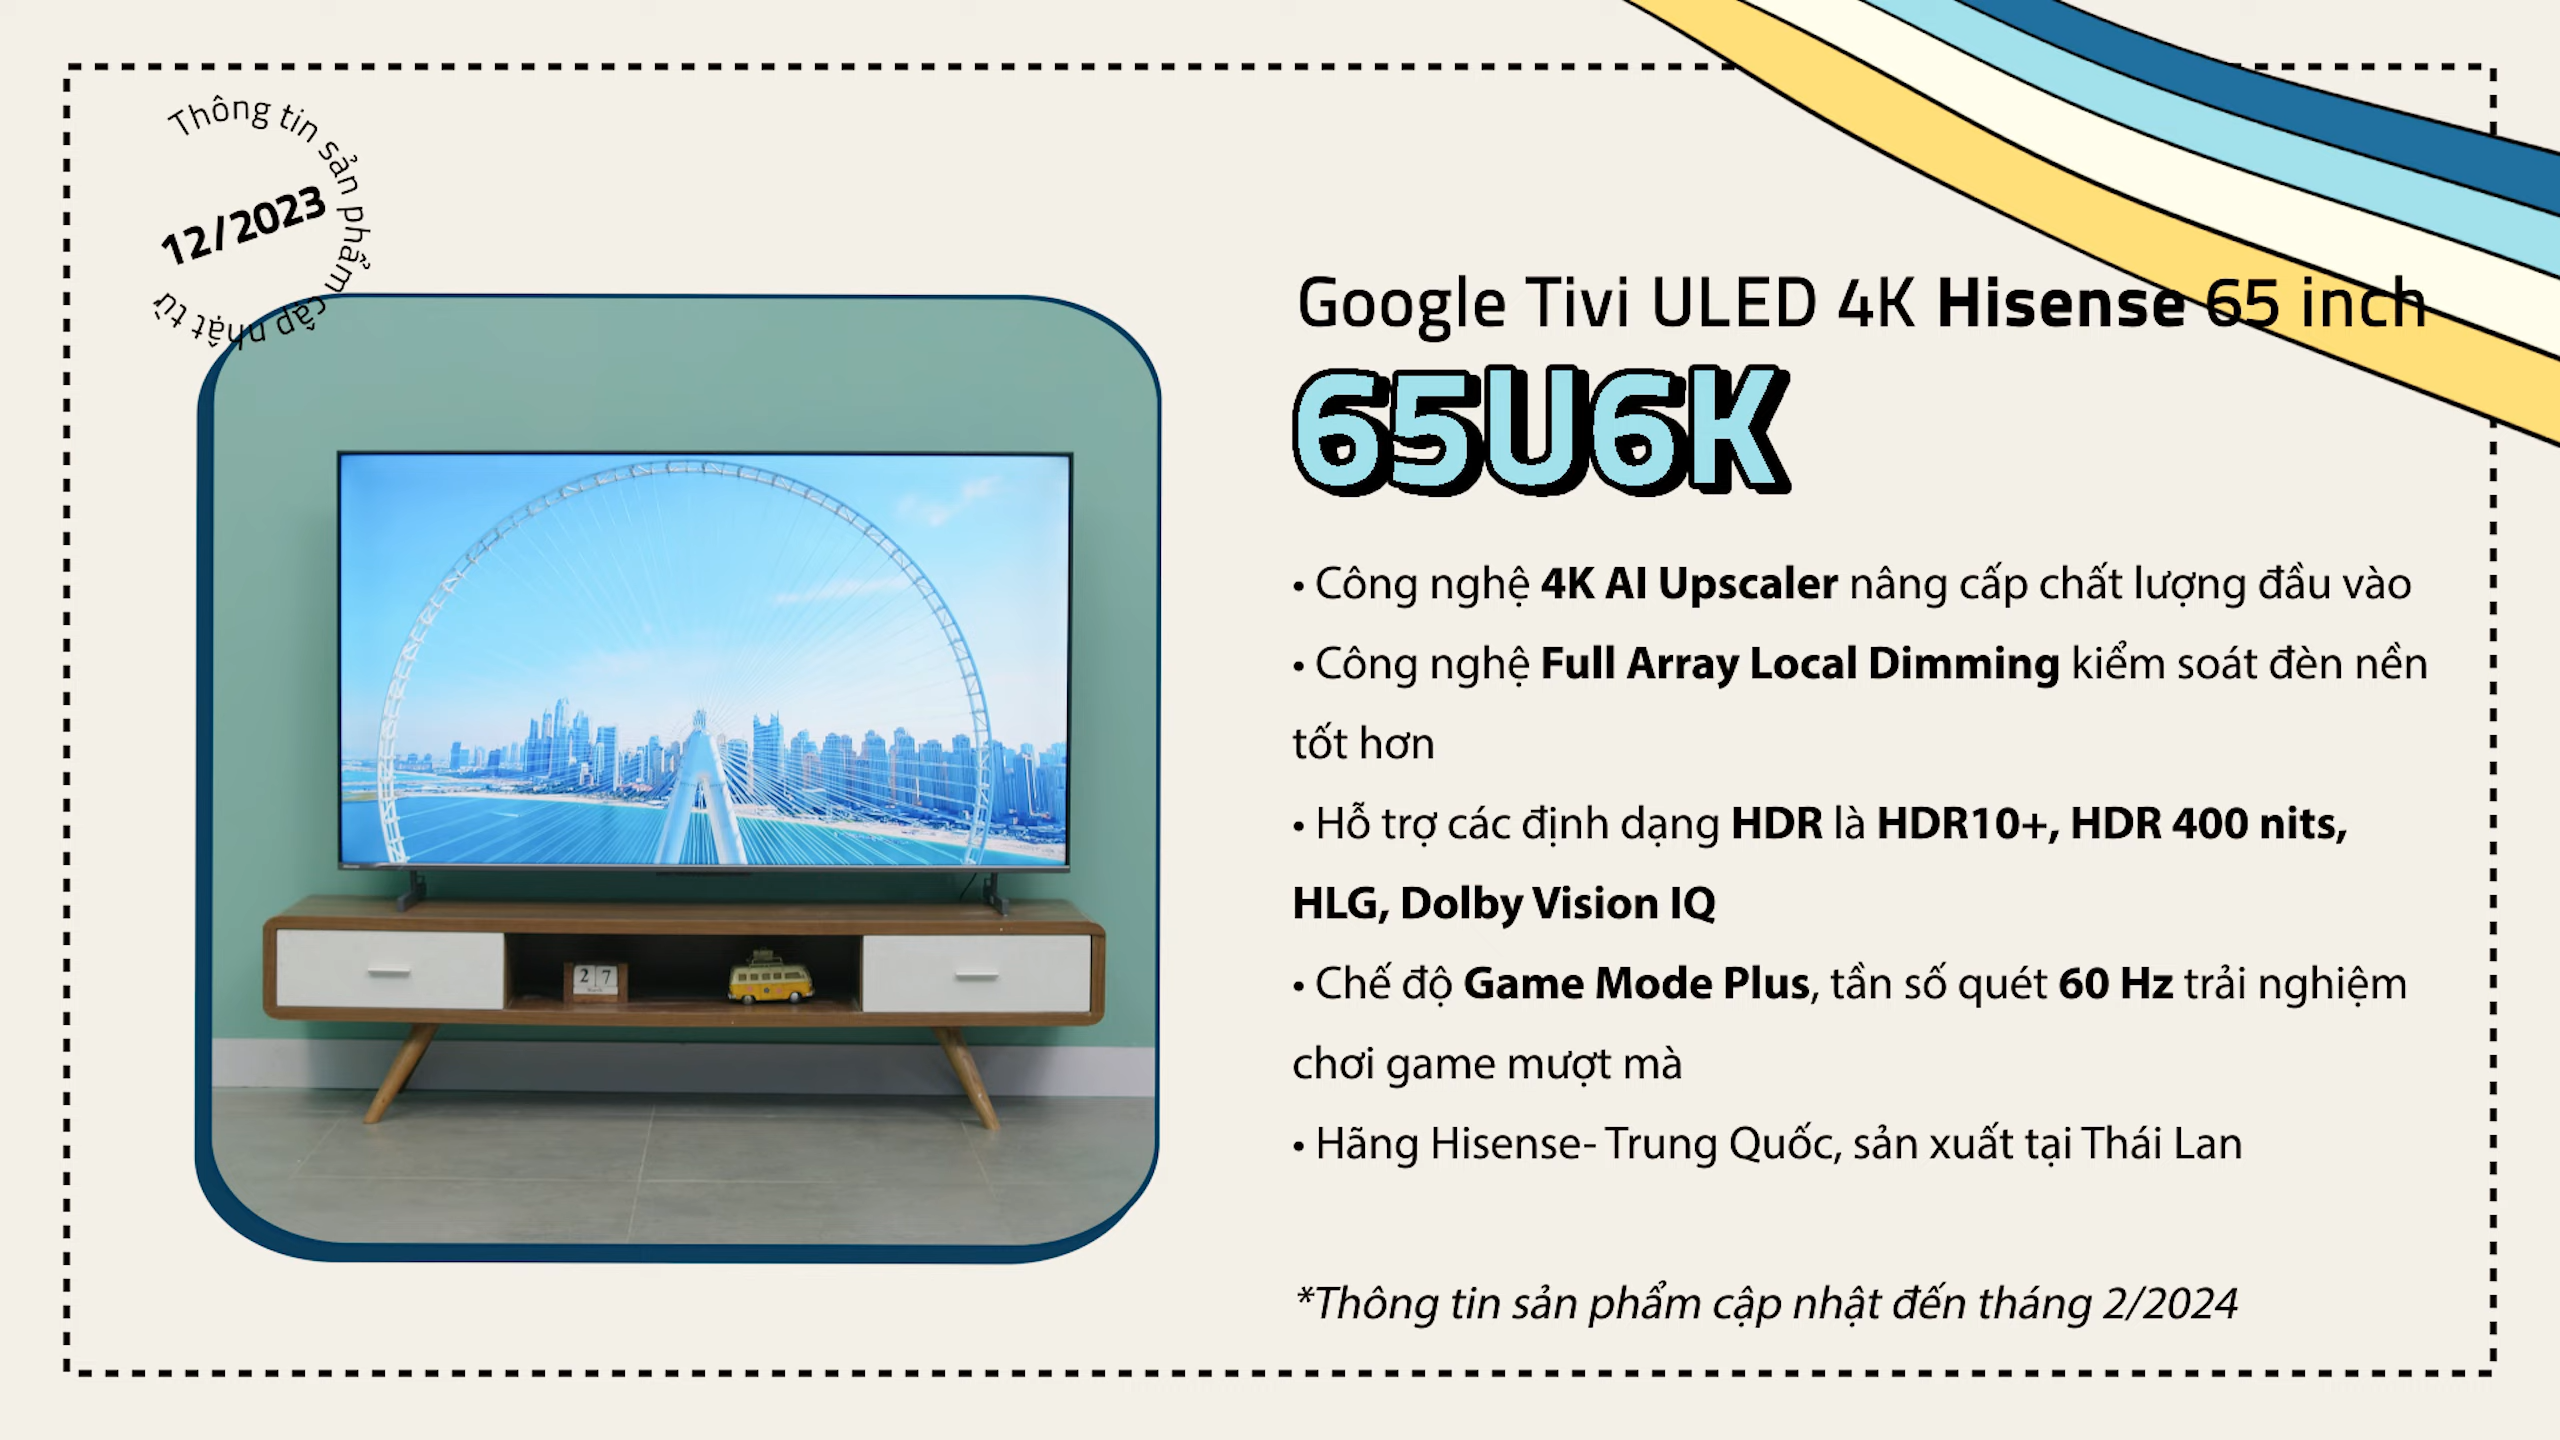 Thông tin sản phẩm cập nhật từ
12/2023
Google Tivi ULED 4K Hisense 65 inch
65U6K
• Công nghệ 4K AI Upscaler nâng cấp chất lượng đầu vào
• Công nghệ Full Array Local Dimming kiểm soát đèn nền
tốt hơn
• Hỗ trợ các định dạng HDR là HDR10+, HDR 400 nits,
HLG, Dolby Vision IQ
• Chế độ Game Mode Plus, tần số quét 60 Hz trải nghiệm
chơi game mượt mà
• Hãng Hisense- Trung Quốc, sản xuất tại Thái Lan
*Thông tin sản phẩm cập nhật đến tháng 2/2024
27